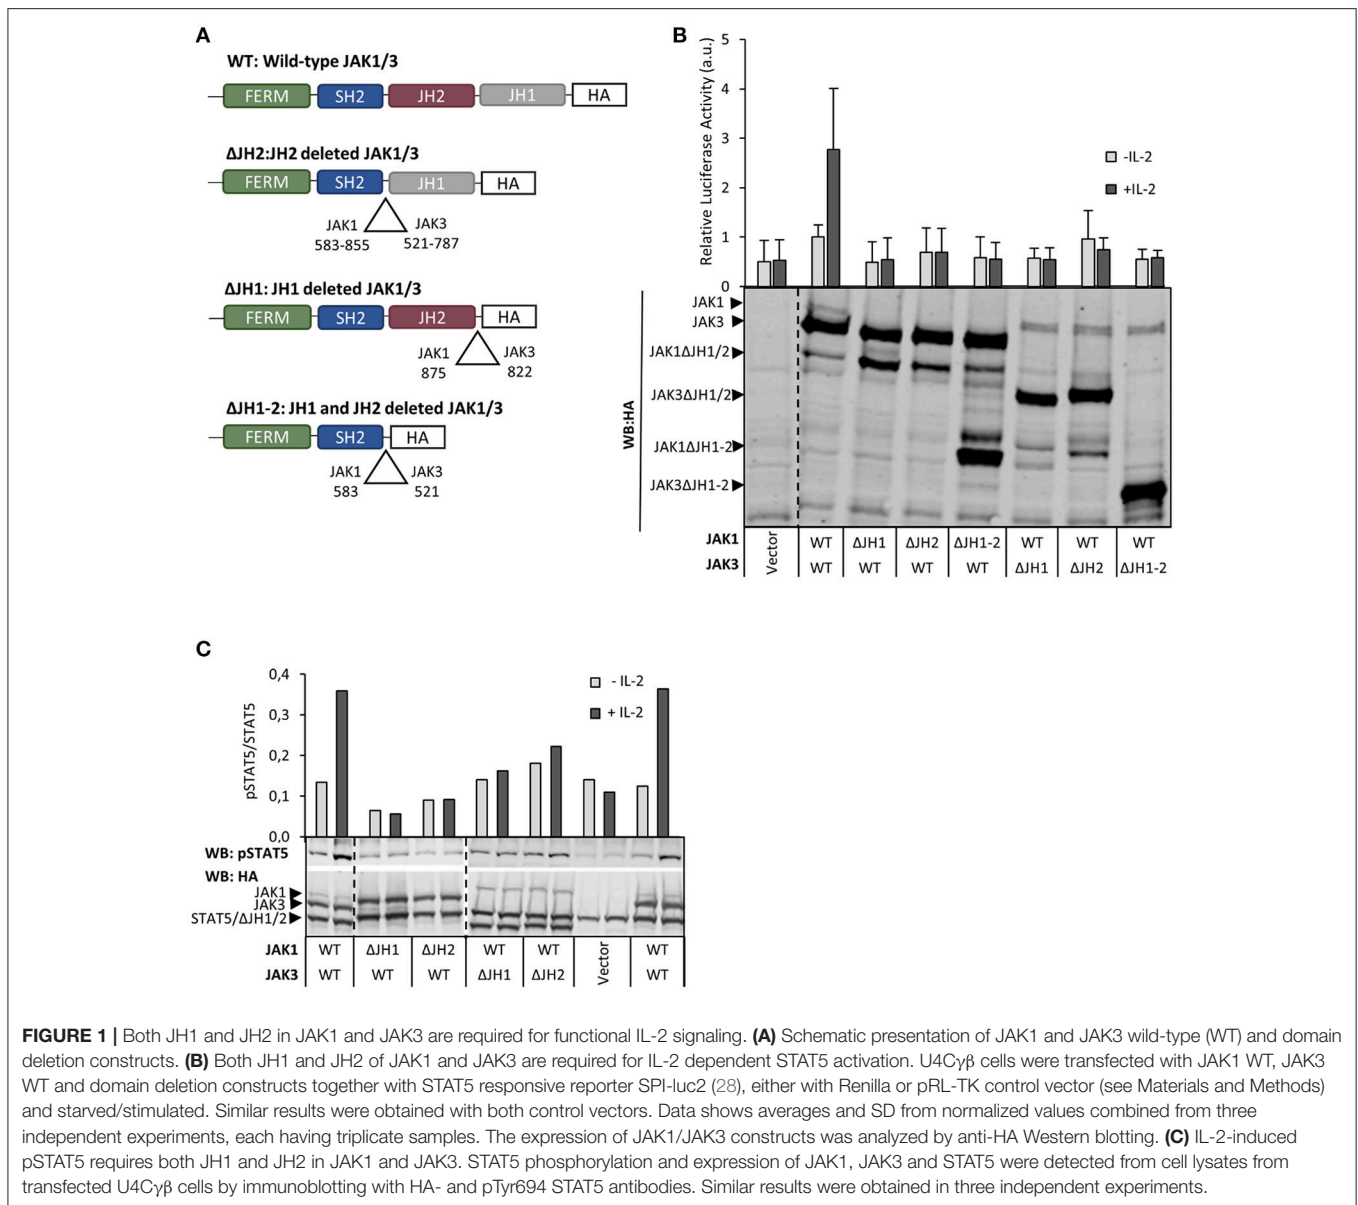 A
WT: Wild-type JAK1/3
FERM SH2 JH2 JH1 HA
ΔJH2:JH2 deleted JAK1/3
FERM SH2 JH1 HA
JAK1 JAK3
583-855 521-787
ΔJH1: JH1 deleted JAK1/3
FERM SH2 JH2 HA
JAK1 JAK3
875 822
ΔJH1-2: JH1 and JH2 deleted JAK1/3
FERM SH2 HA
JAK1 JAK3
583 521
B
Relative Luciferase Activity (a.u.)
5
4
3
2
1
0
-IL-2
+IL-2
WB:HA
JAK1
JAK3
JAK1ΔJH1/2
JAK3ΔJH1/2
JAK1ΔJH1-2
JAK3ΔJH1-2
JAK1 WT ΔJH1 ΔJH2 ΔJH1-2 WT WT WT
JAK3 Vector WT WT WT WT ΔJH1 ΔJH2 ΔJH1-2
C
pSTAT5/STAT5
0,4
0,3
0,2
0,1
0,0
- IL-2
+ IL-2
WB: pSTAT5
WB: HA
JAK1
JAK3
STAT5/ΔJH1/2
JAK1 WT ΔJH1 ΔJH2 WT WT Vector WT
JAK3 WT WT WT ΔJH1 ΔJH2 WT
FIGURE 1 | Both JH1 and JH2 in JAK1 and JAK3 are required for functional IL-2 signaling. (A) Schematic presentation of JAK1 and JAK3 wild-type (WT) and domain
deletion constructs. (B) Both JH1 and JH2 of JAK1 and JAK3 are required for IL-2 dependent STAT5 activation. U4Cγβ cells were transfected with JAK1 WT, JAK3
WT and domain deletion constructs together with STAT5 responsive reporter SPI-luc2 (28), either with Renilla or pRL-TK control vector (see Materials and Methods)
and starved/stimulated. Similar results were obtained with both control vectors. Data shows averages and SD from normalized values combined from three
independent experiments, each having triplicate samples. The expression of JAK1/JAK3 constructs was analyzed by anti-HA Western blotting. (C) IL-2-induced
pSTAT5 requires both JH1 and JH2 in JAK1 and JAK3. STAT5 phosphorylation and expression of JAK1, JAK3 and STAT5 were detected from cell lysates from
transfected U4Cγβ cells by immunoblotting with HA- and pTyr694 STAT5 antibodies. Similar results were obtained in three independent experiments.